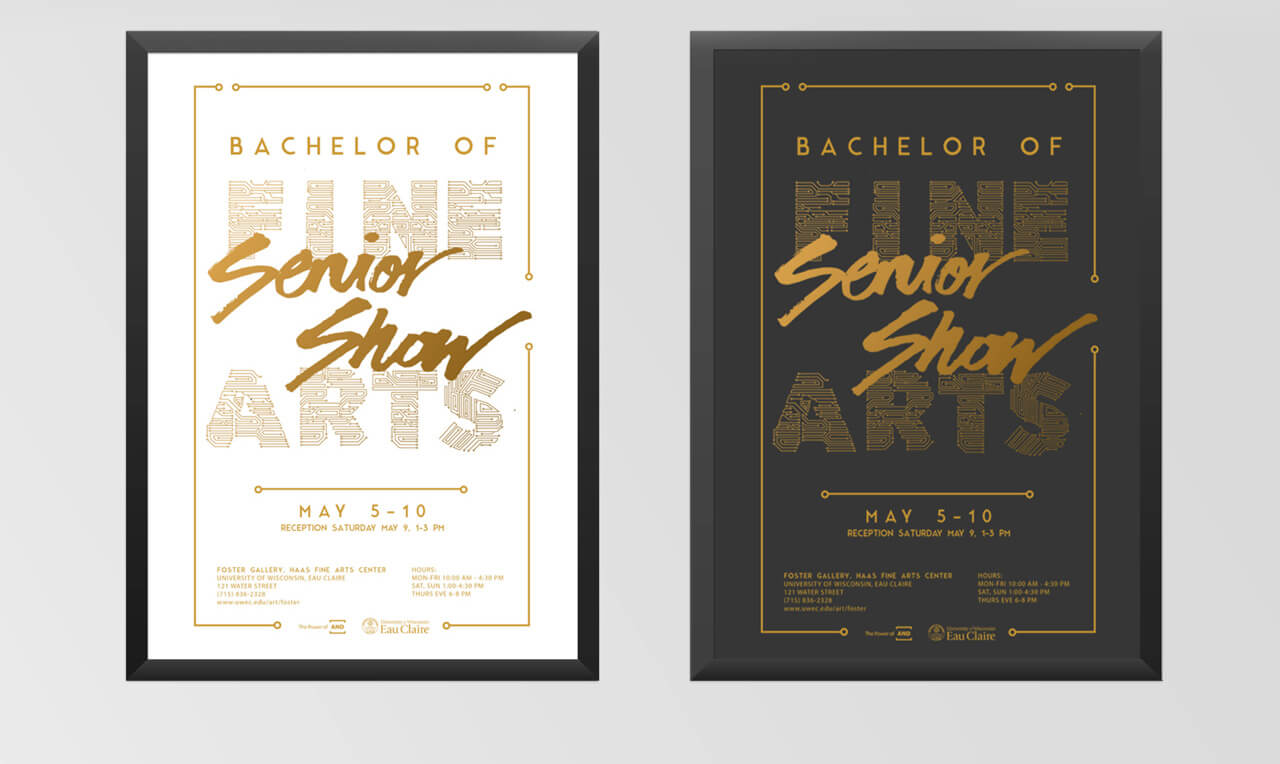 BACHELOR OF
FINE
Senior
Show
ARTS
MAY 5-10
RECEPTION SATURDAY MAY 9, 1-3 PM
FOSTER GALLERY, HAAS FINE ARTS CENTER
UNIVERSITY OF WISCONSIN, EAU CLAIRE
121 WATER STREET
(715) 836-2328
www.uwec.edu/art/foster
HOURS:
MON-FRI 10:00 AM - 4:30 PM
SAT, SUN 1:00-4:30 PM
THURS EVE 6-8 PM
The Power of AND
University of Wisconsin
Eau Claire
BACHELOR OF
FINE
Senior
Show
ARTS
MAY 5-10
RECEPTION SATURDAY MAY 9, 1-3 PM
FOSTER GALLERY, HAAS FINE ARTS CENTER
UNIVERSITY OF WISCONSIN, EAU CLAIRE
121 WATER STREET
(715) 836-2328
www.uwec.edu/art/foster
HOURS:
MON-FRI 10:00 AM - 4:30 PM
SAT, SUN 1:00-4:30 PM
THURS EVE 6-8 PM
The Power of AND
University of Wisconsin
Eau Claire